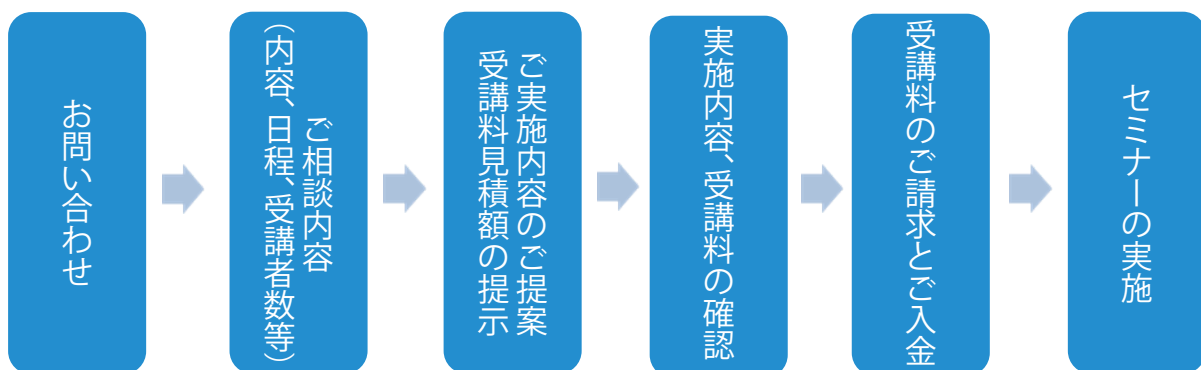 お問い合わせ
ご相談内容
（内容、日程、受講者数等）
ご実施内容のご提案
受講料見積額の提示
実施内容、受講料の確認
受講料のご請求とご入金
セミナーの実施